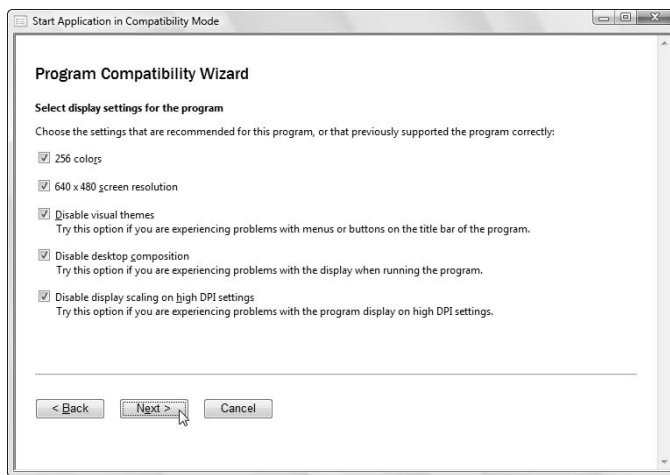 Start Application in Compatibility Mode
Program Compatibility Wizard
Select display settings for the program
Choose the settings that are recommended for this program, or that previously supported the program correctly:
256 colors
640 x 480 screen resolution
Disable visual themes
Try this option if you are experiencing problems with menus or buttons on the title bar of the program.
Disable desktop composition
Try this option if you are experiencing problems with the display when running the program.
Disable display scaling on high DPI settings
Try this option if you are experiencing problems with the program display on high DPI settings.
< Back Next > Cancel